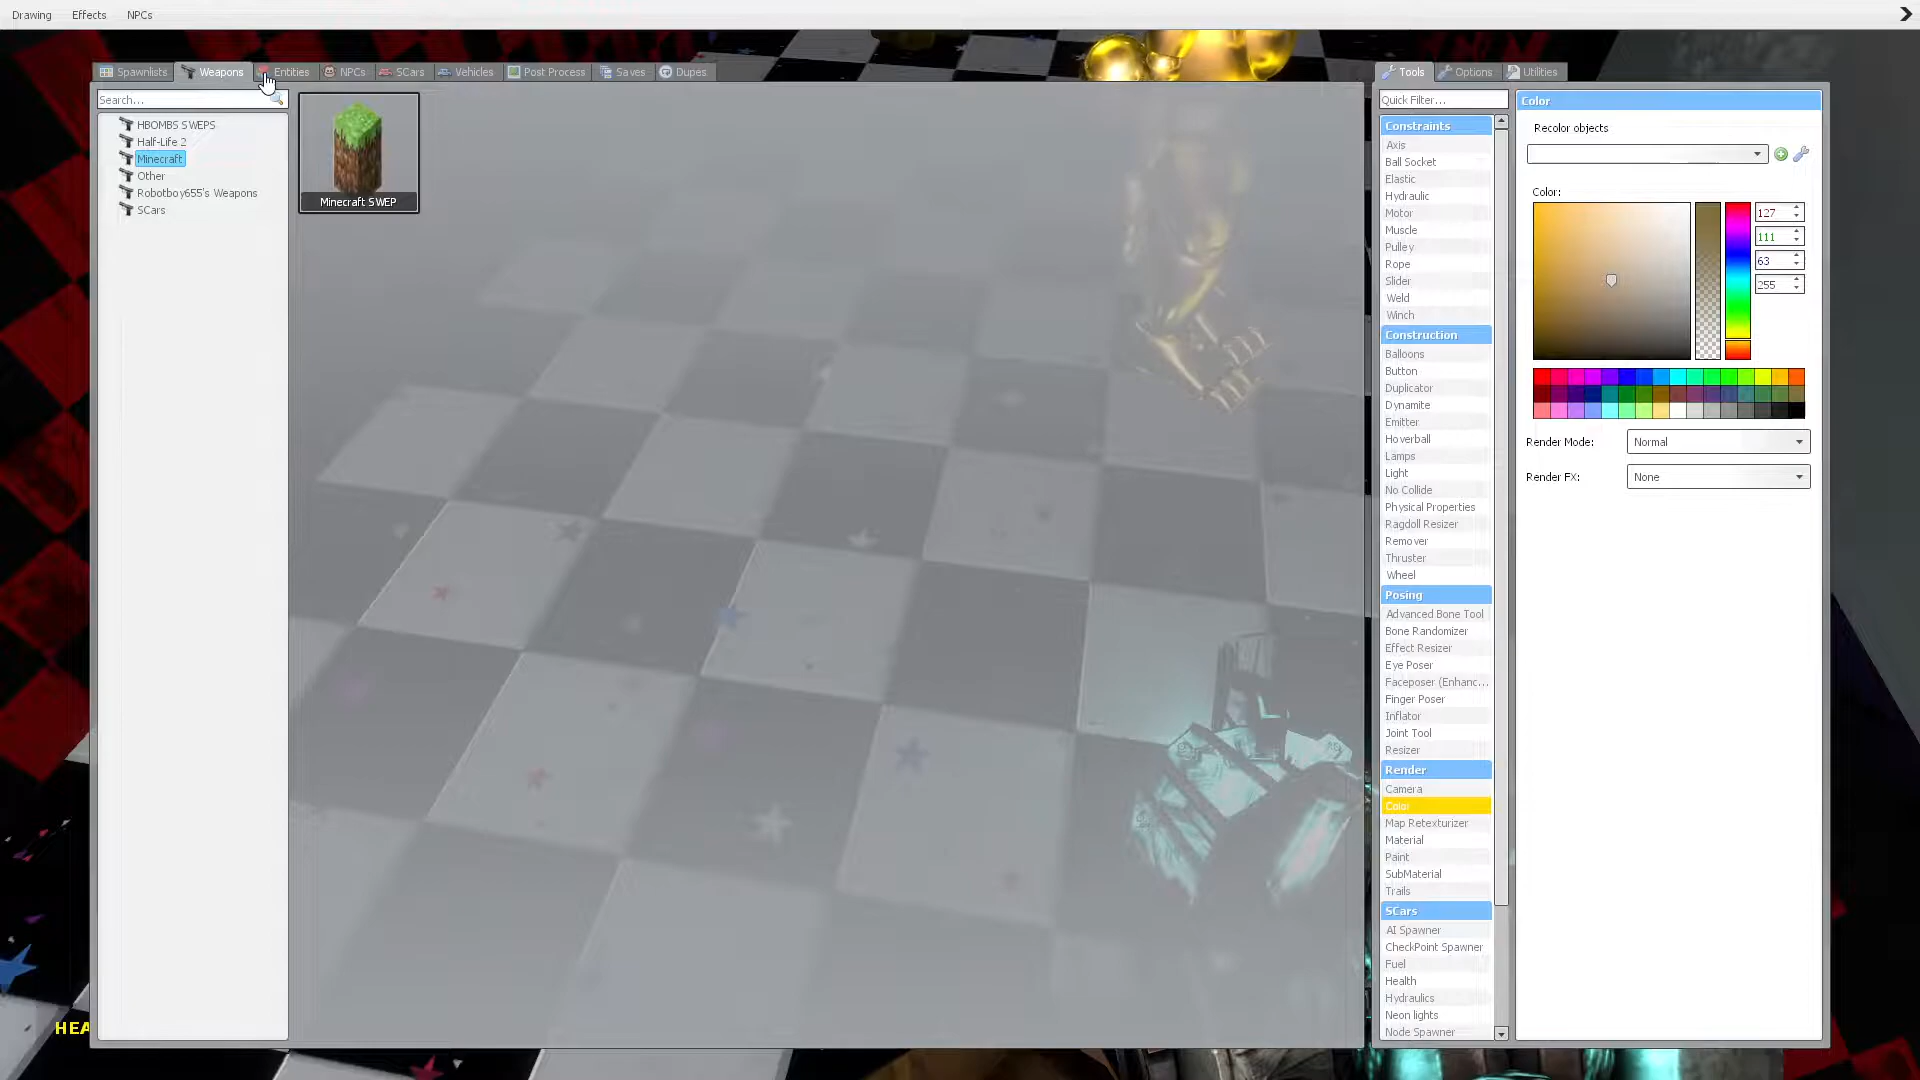 Drawing Effects NPCs
Spawnlists Weapons Entities NPCs SCars Vehicles Post Process Saves Dupes
Search...
HBOMBS SWEPS
Half-Life 2
Minecraft
Other
Robotboy655's Weapons
SCars
Minecraft SWEP
HEA
Tools Options Utilities
Quick Filter...
Constraints
Axis
Ball Socket
Elastic
Hydraulic
Motor
Muscle
Pulley
Rope
Slider
Weld
Winch
Construction
Balloons
Button
Duplicator
Dynamite
Emitter
Hoverball
Lamps
Light
No Collide
Physical Properties
Ragdoll Resizer
Remover
Thruster
Wheel
Posing
Advanced Bone Tool
Bone Randomizer
Effect Resizer
Eye Poser
Faceposer (Enhanc...
Finger Poser
Inflator
Joint Tool
Resizer
Render
Camera
Color
Map Retexturizer
Material
Paint
SubMaterial
Trails
SCars
AI Spawner
CheckPoint Spawner
Fuel
Health
Hydraulics
Neon lights
Node Spawner
Color
Recolor objects
Color:
127
111
63
255
Render Mode: Normal
Render FX: None